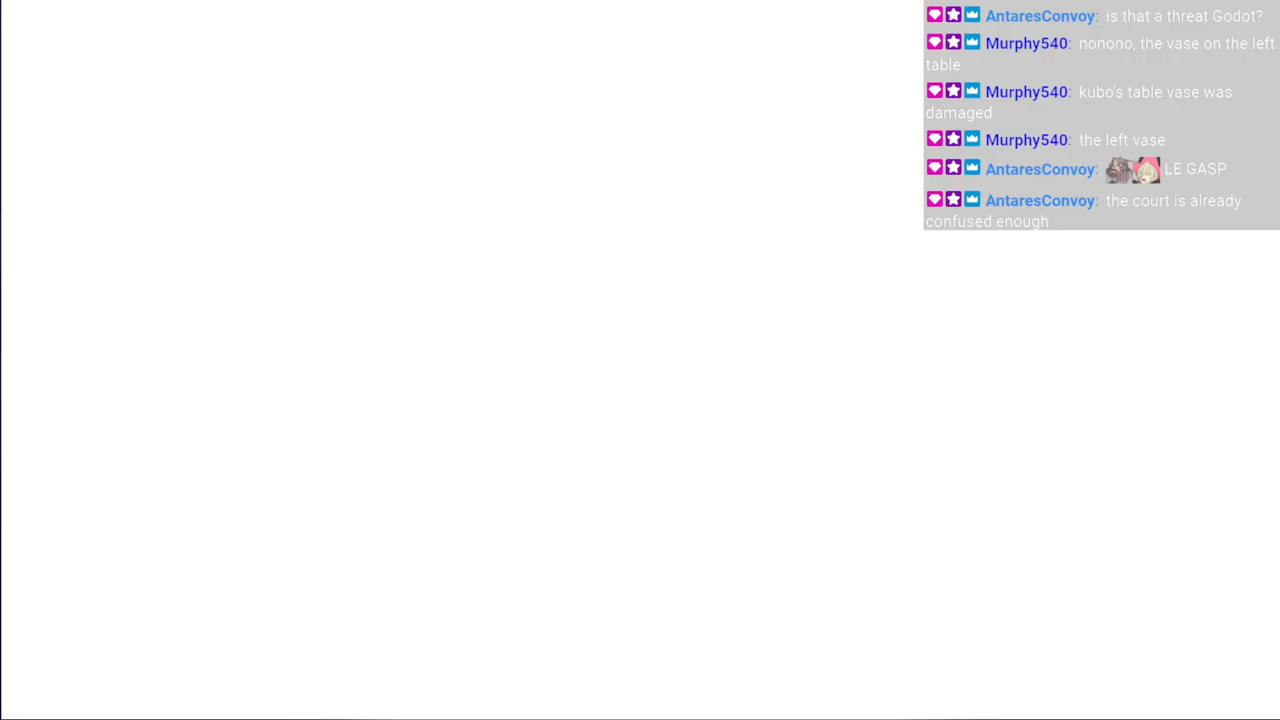 AntaresConvoy: is that a threat Godot?
Murphy540: nonono, the vase on the left
table
Murphy540: kubo's table vase was
damaged
Murphy540: the left vase
AntaresConvoy: LE GASP
AntaresConvoy: the court is already
confused enough